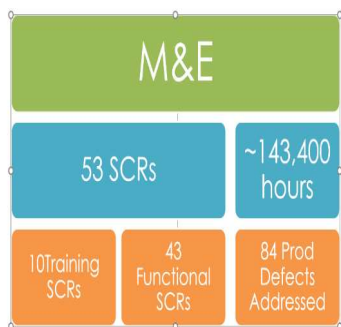 M&E
53 SCRs
~143,400
hours
10Training
SCRs
43
Functional
SCRs
84 Prod
Defects
Addressed